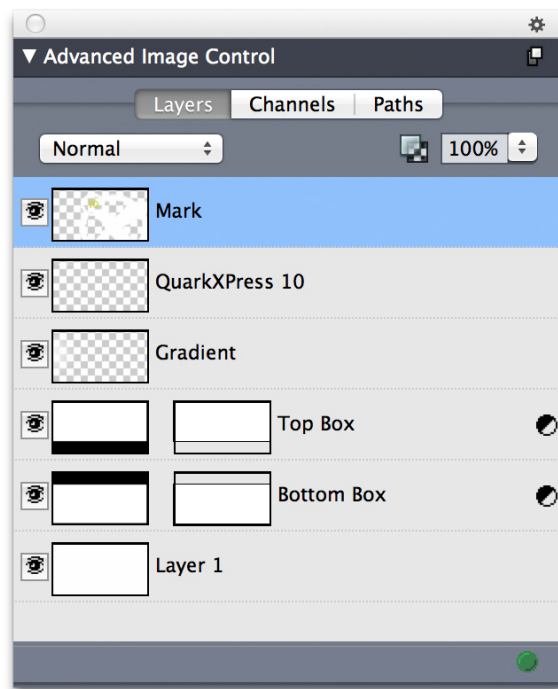 Advanced Image Control
Layers Channels Paths
Normal 100%
Mark
QuarkXPress 10
Gradient
Top Box
Bottom Box
Layer 1